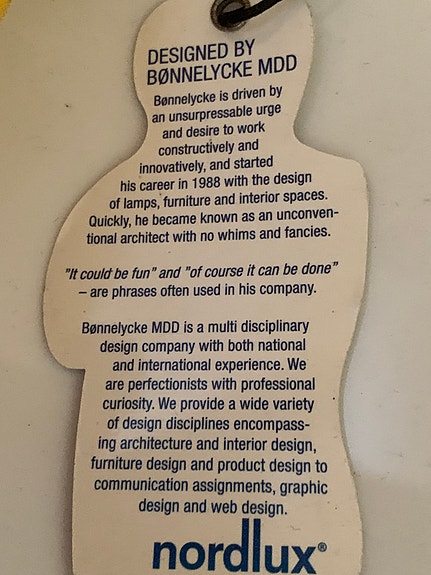 DESIGNED BY
BØNNELYCKE MDD
Bønnelycke is driven by
an unsurpressable urge
and desire to work
constructively and
innovatively, and started
his career in 1988 with the design
of lamps, furniture and interior spaces.
Quickly, he became known as an unconven-
tional architect with no whims and fancies.
"It could be fun" and "of course it can be done"
– are phrases often used in his company.
Bønnelycke MDD is a multi disciplinary
design company with both national
and international experience. We
are perfectionists with professional
curiosity. We provide a wide variety
of design disciplines encompass-
ing architecture and interior design,
furniture design and product design to
communication assignments, graphic
design and web design.
nordlux®